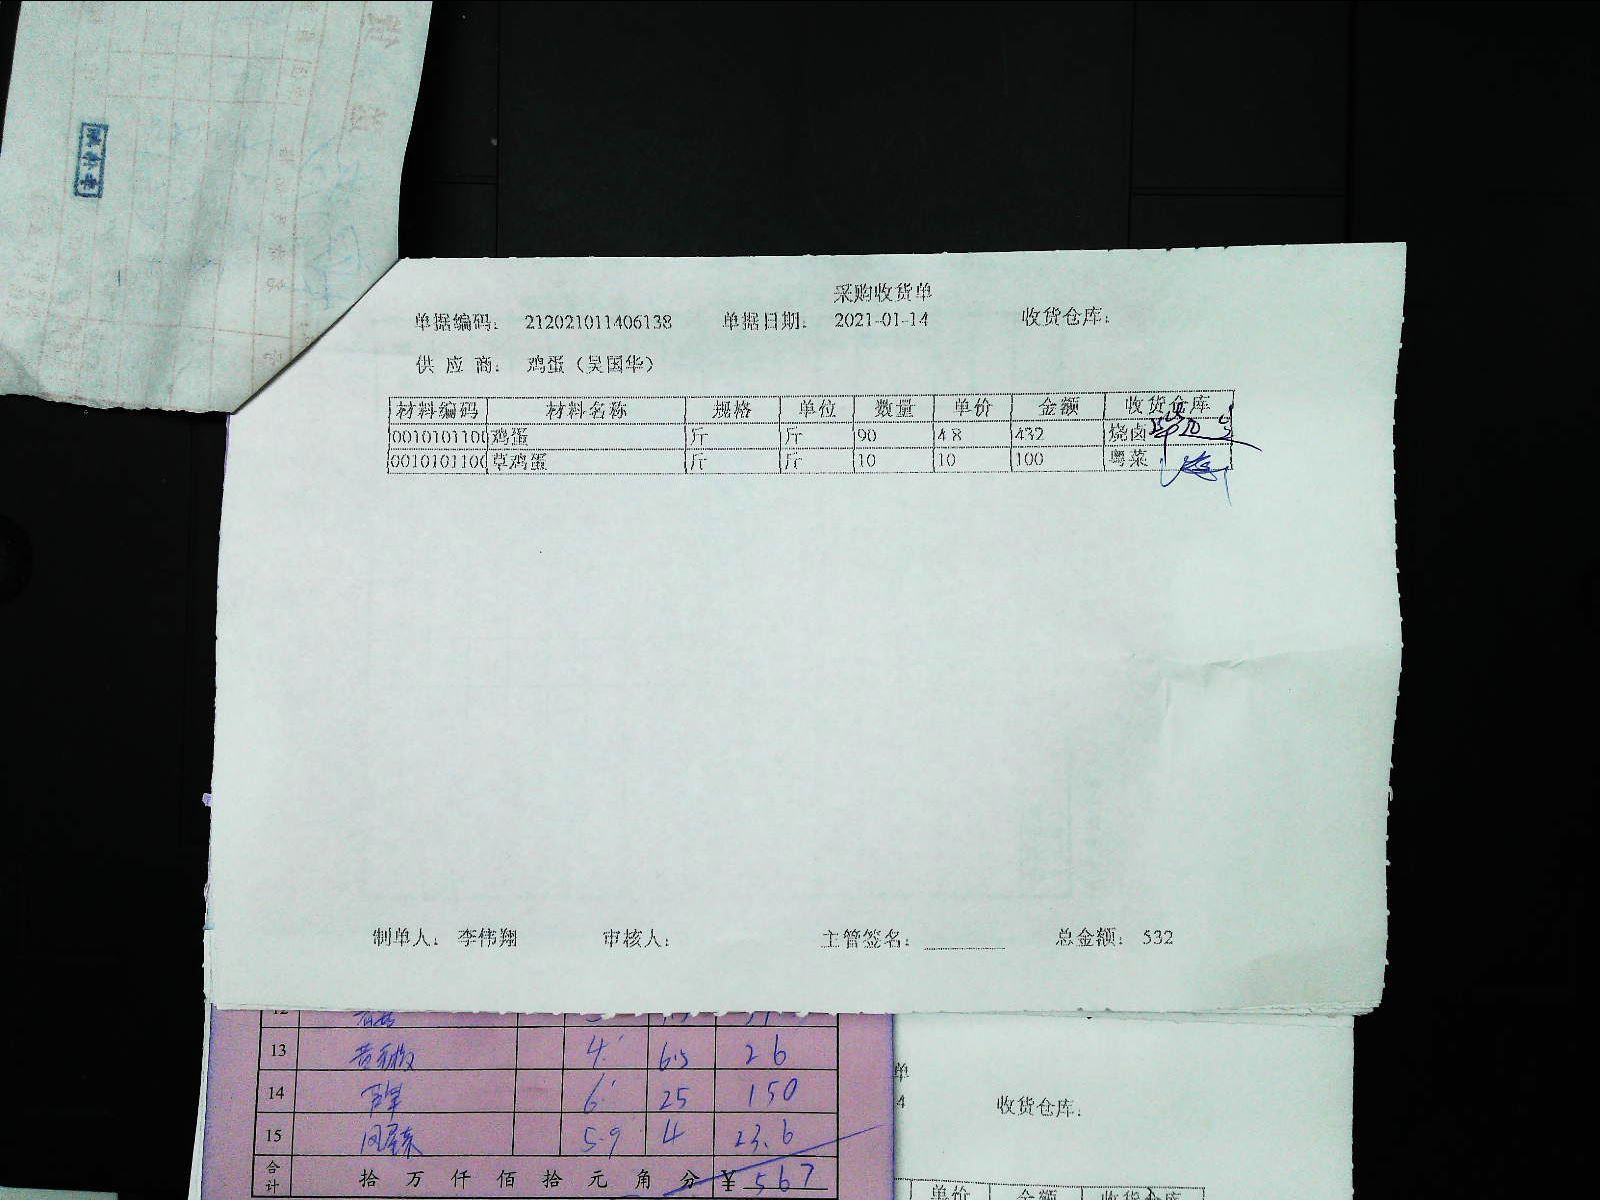 采购收货单
单据编码： 212021011406138 单据日期： 2021-01-14 收货仓库：
供 应 商： 鸡蛋（吴国华）
材料编码 材料名称 规格 单位 数量 单价 金额 收货仓库
0010101100 鸡蛋 斤 斤 90 4.8 432 烧卤
0010101100 草鸡蛋 斤 斤 10 10 100 粤菜
制单人： 李伟翔 审核人： 主管签名： 总金额： 532
13 4 6.5 26
14 6 25 150
15 5.9 4 23.6
合计 拾 万 仟 佰 拾 元 角 分 ¥ 567
单
4 收货仓库：
单价 金额 收货仓库